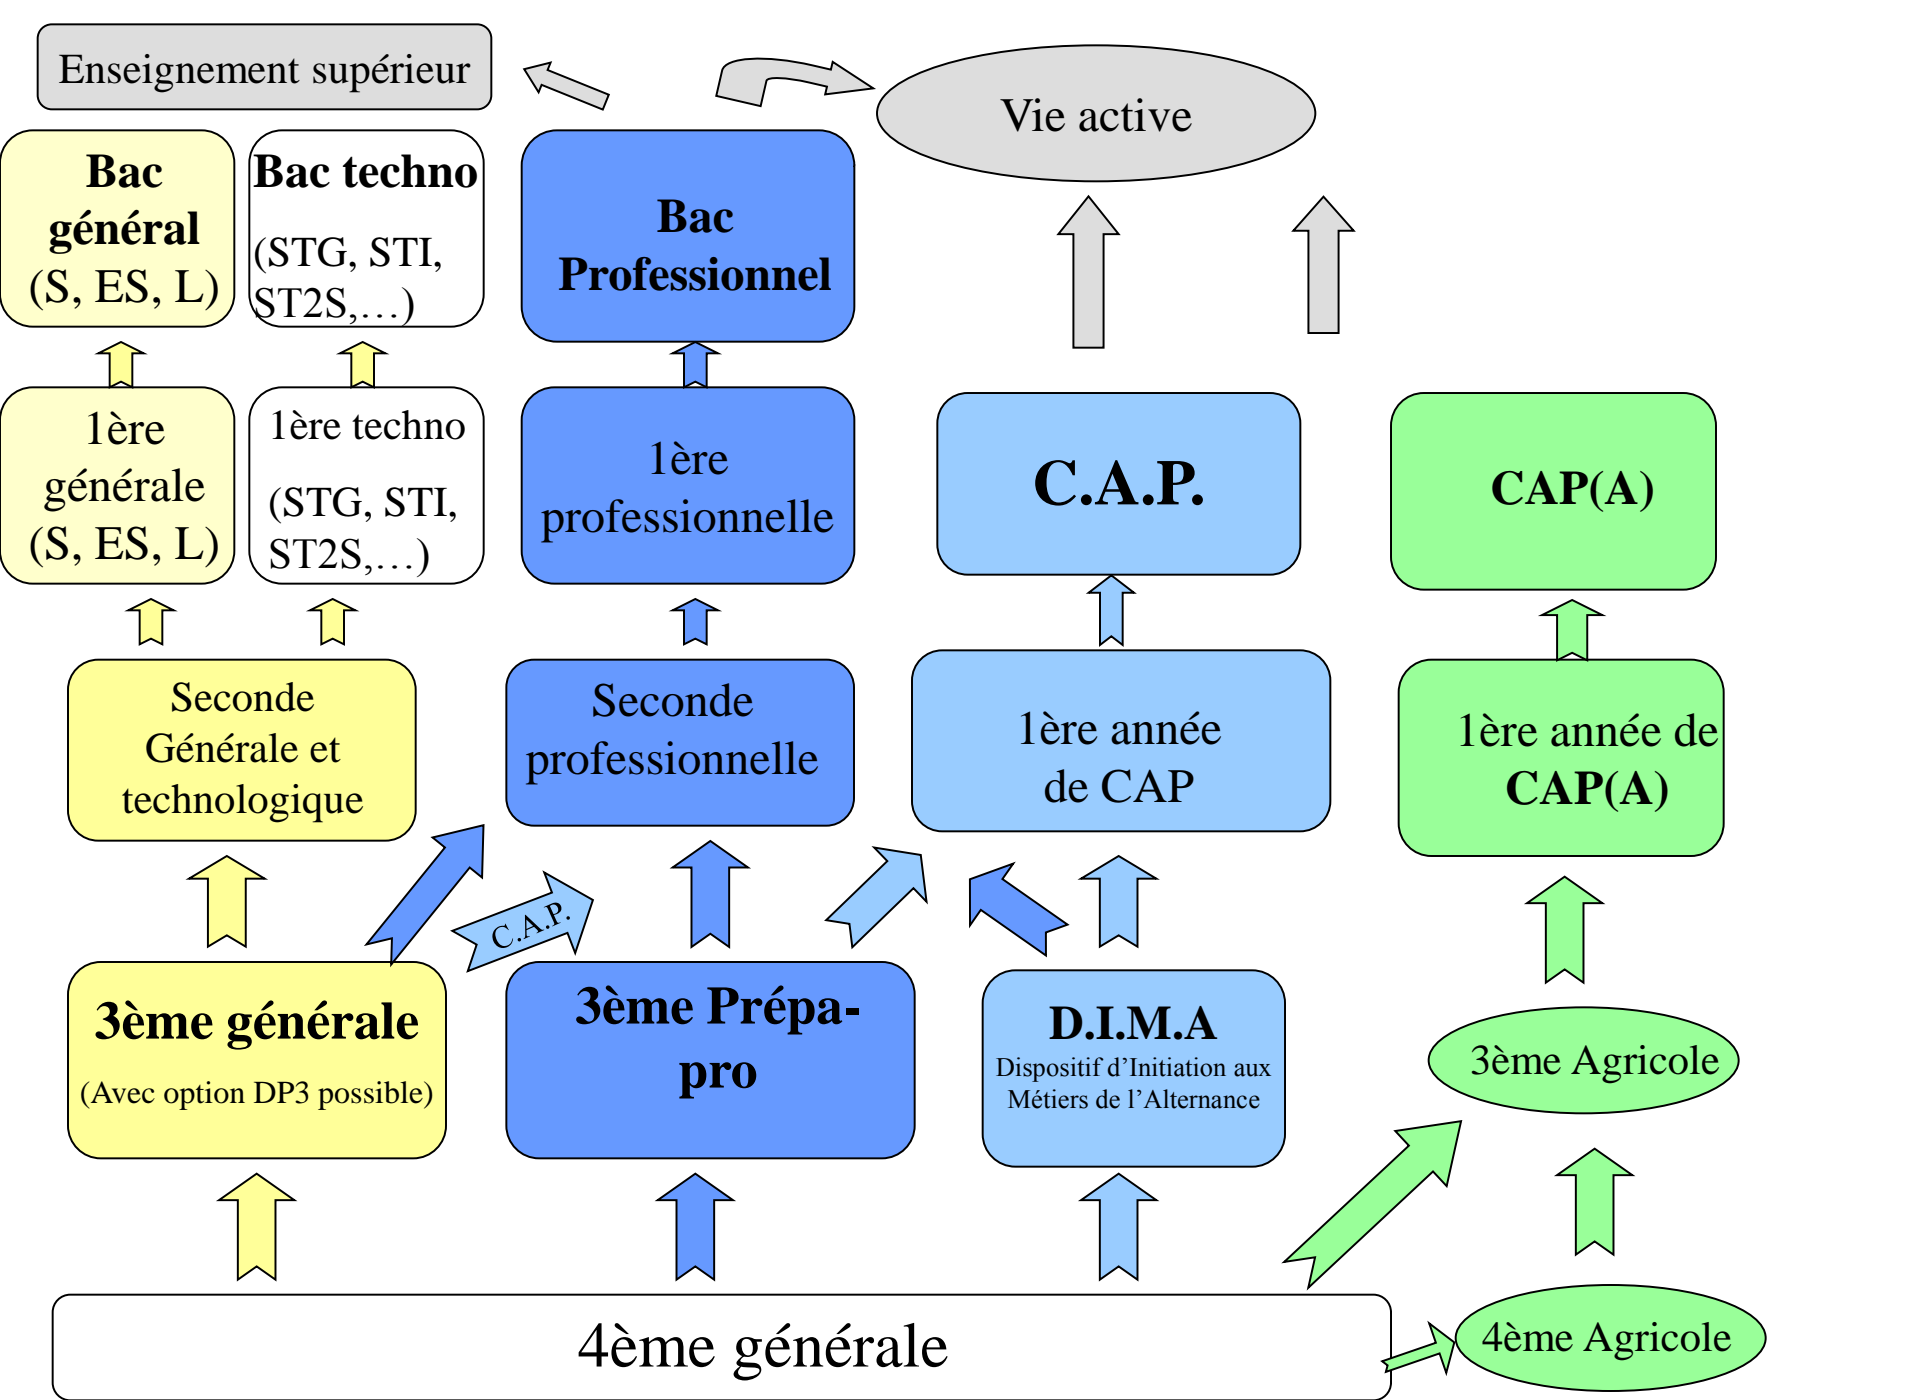 Enseignement supérieur
Vie active
Bac
général
(S, ES, L)
Bac techno
(STG, STI,
ST2S,…)
Bac
Professionnel
1ère
générale
(S, ES, L)
1ère techno
(STG, STI,
ST2S,…)
1ère
professionnelle
C.A.P.
CAP(A)
Seconde
Générale et
technologique
Seconde
professionnelle
1ère année
de CAP
1ère année de
CAP(A)
C.A.P.
3ème générale
(Avec option DP3 possible)
3ème Prépa-
pro
D.I.M.A
Dispositif d’Initiation aux
Métiers de l’Alternance
3ème Agricole
4ème générale
4ème Agricole